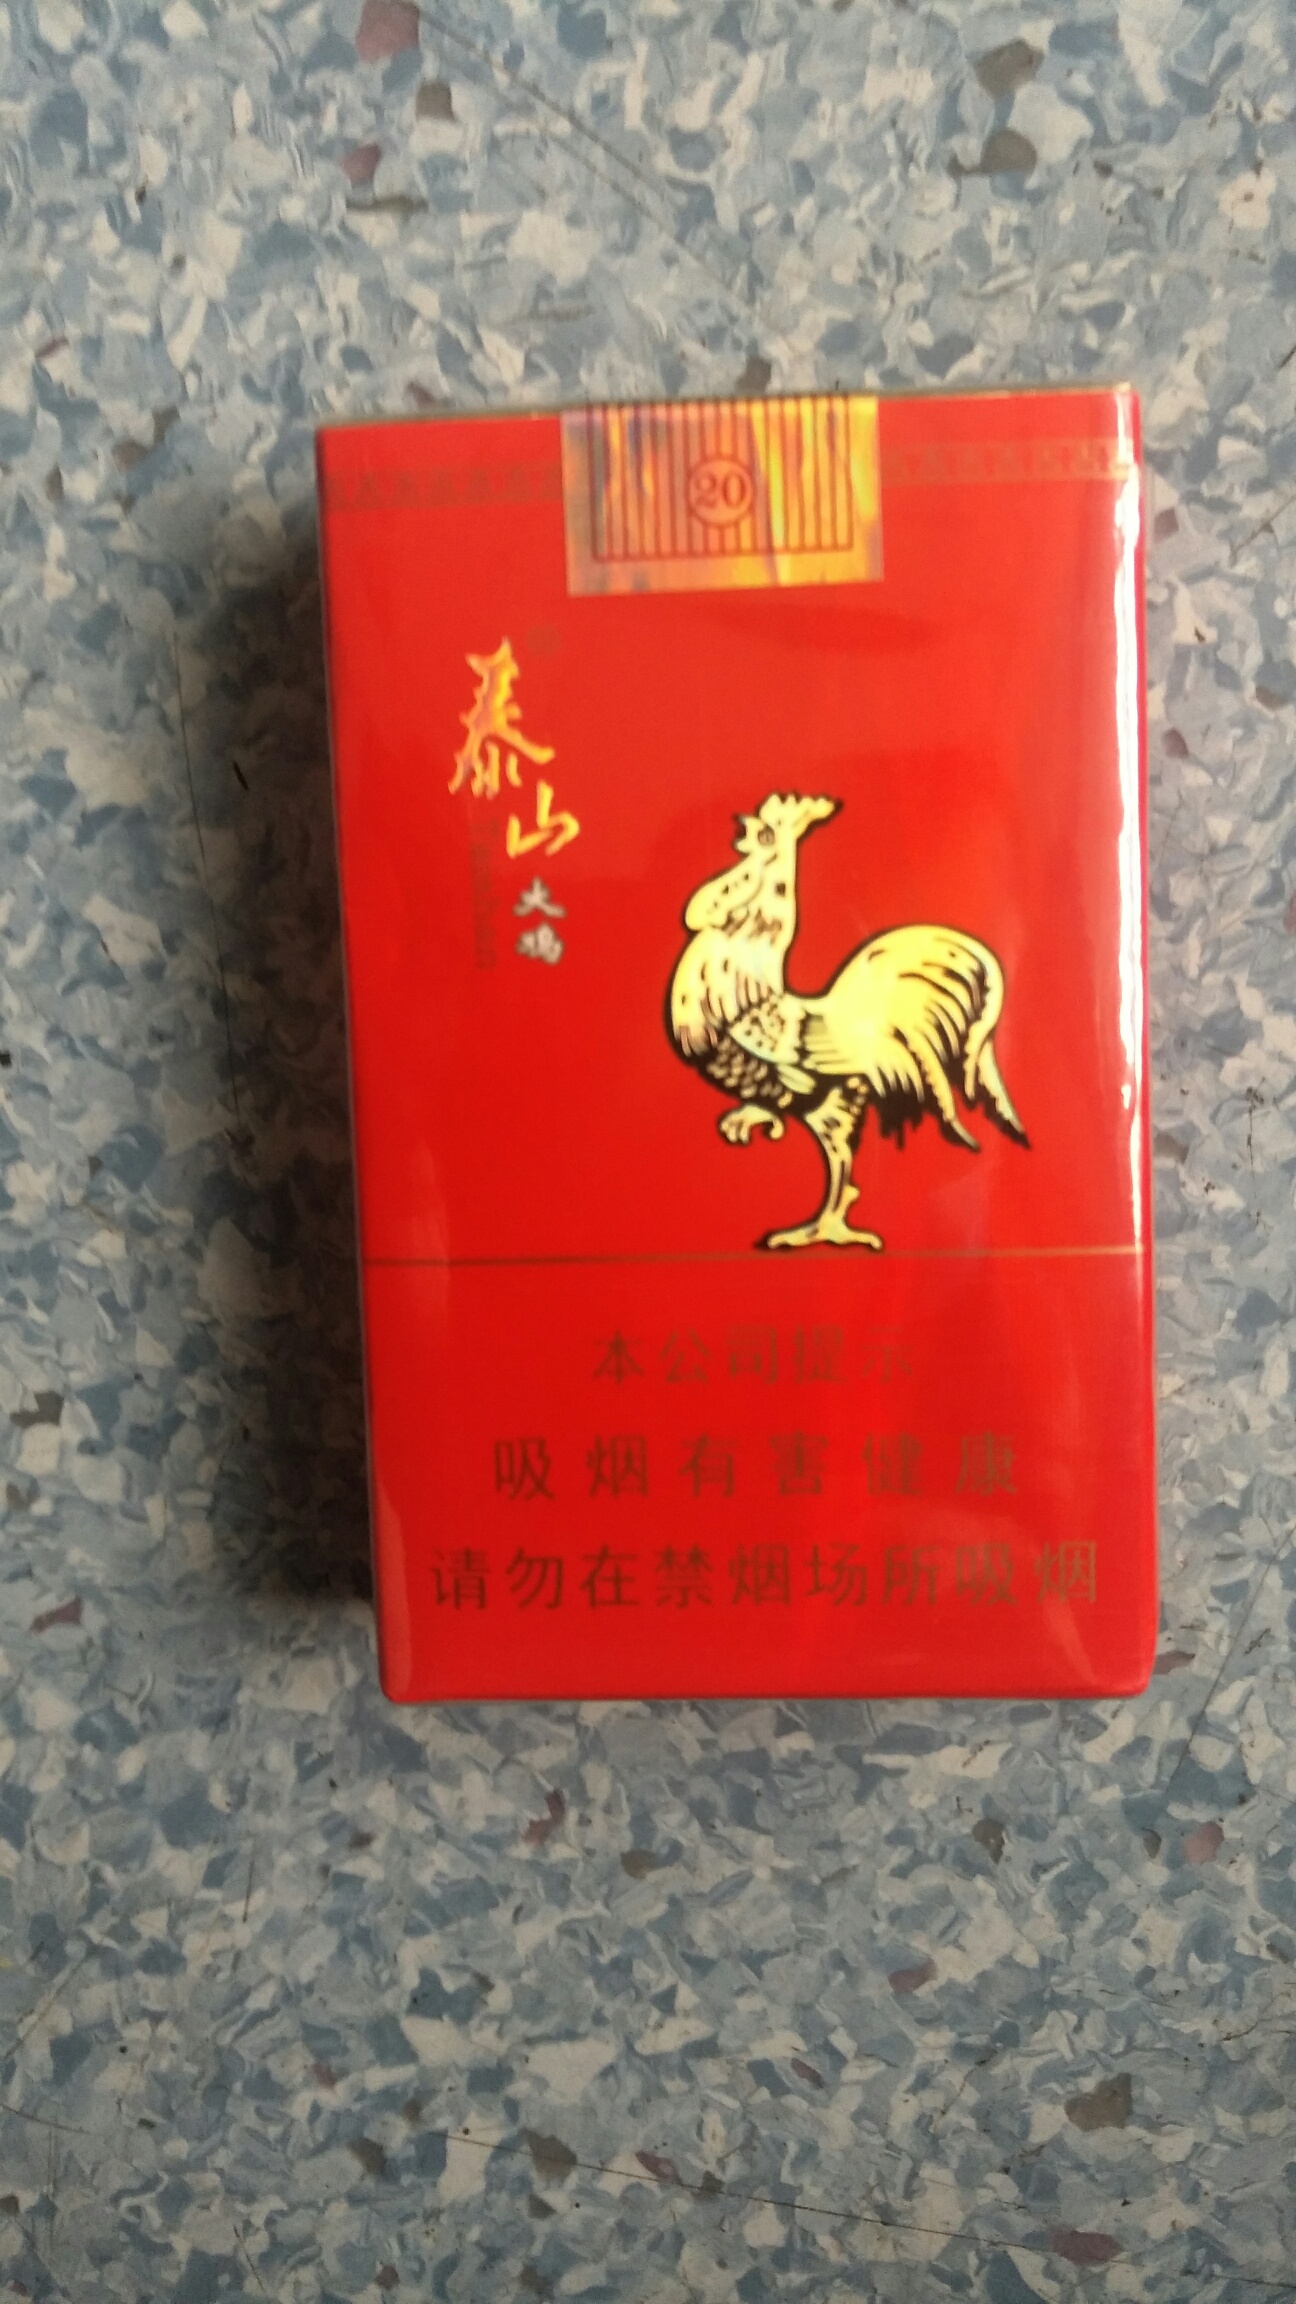 20
泰山
大鸡
本公司提示
吸烟有害健康
请勿在禁烟场所吸烟